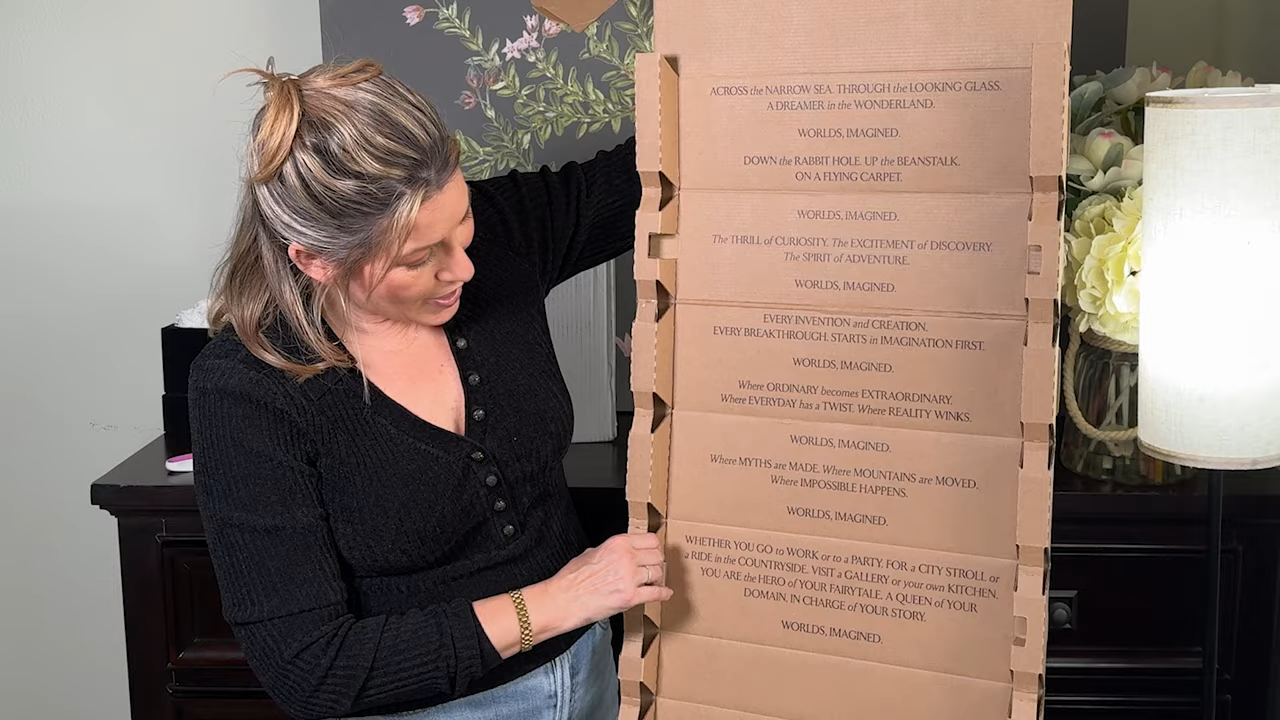 ACROSS the NARROW SEA. THROUGH the LOOKING GLASS.
A DREAMER in the WONDERLAND.
WORLDS, IMAGINED.
DOWN the RABBIT HOLE. UP the BEANSTALK.
ON A FLYING CARPET.
WORLDS, IMAGINED.
The THRILL of CURIOSITY. The EXCITEMENT of DISCOVERY.
The SPIRIT of ADVENTURE.
WORLDS, IMAGINED.
EVERY INVENTION and CREATION.
EVERY BREAKTHROUGH. STARTS in IMAGINATION FIRST.
WORLDS, IMAGINED.
Where ORDINARY becomes EXTRAORDINARY.
Where EVERYDAY has a TWIST. Where REALITY WINKS.
WORLDS, IMAGINED.
Where MYTHS are MADE. Where MOUNTAINS are MOVED.
Where IMPOSSIBLE HAPPENS.
WORLDS, IMAGINED.
WHETHER YOU GO to WORK or to a PARTY. FOR a CITY STROLL or
a RIDE in the COUNTRYSIDE. VISIT a GALLERY or your own KITCHEN.
YOU ARE the HERO of YOUR FAIRYTALE. A QUEEN of YOUR
DOMAIN. IN CHARGE of YOUR STORY.
WORLDS, IMAGINED.